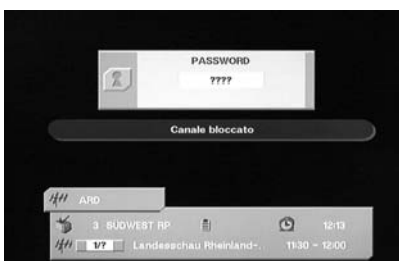 PASSWORD
????
Canale bloccato
ARD
3 SÜDWEST RP 12:13
1/? Landesschau Rheinland-. 11:30 - 12:00